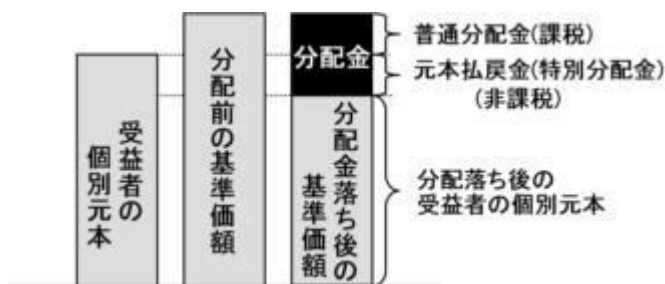 受益者の
個別元本
分配前の基準価額
分配金
分配金落ち後の
基準価額
普通分配金(課税)
元本払戻金(特別分配金)
(非課税)
分配落ち後の
受益者の個別元本